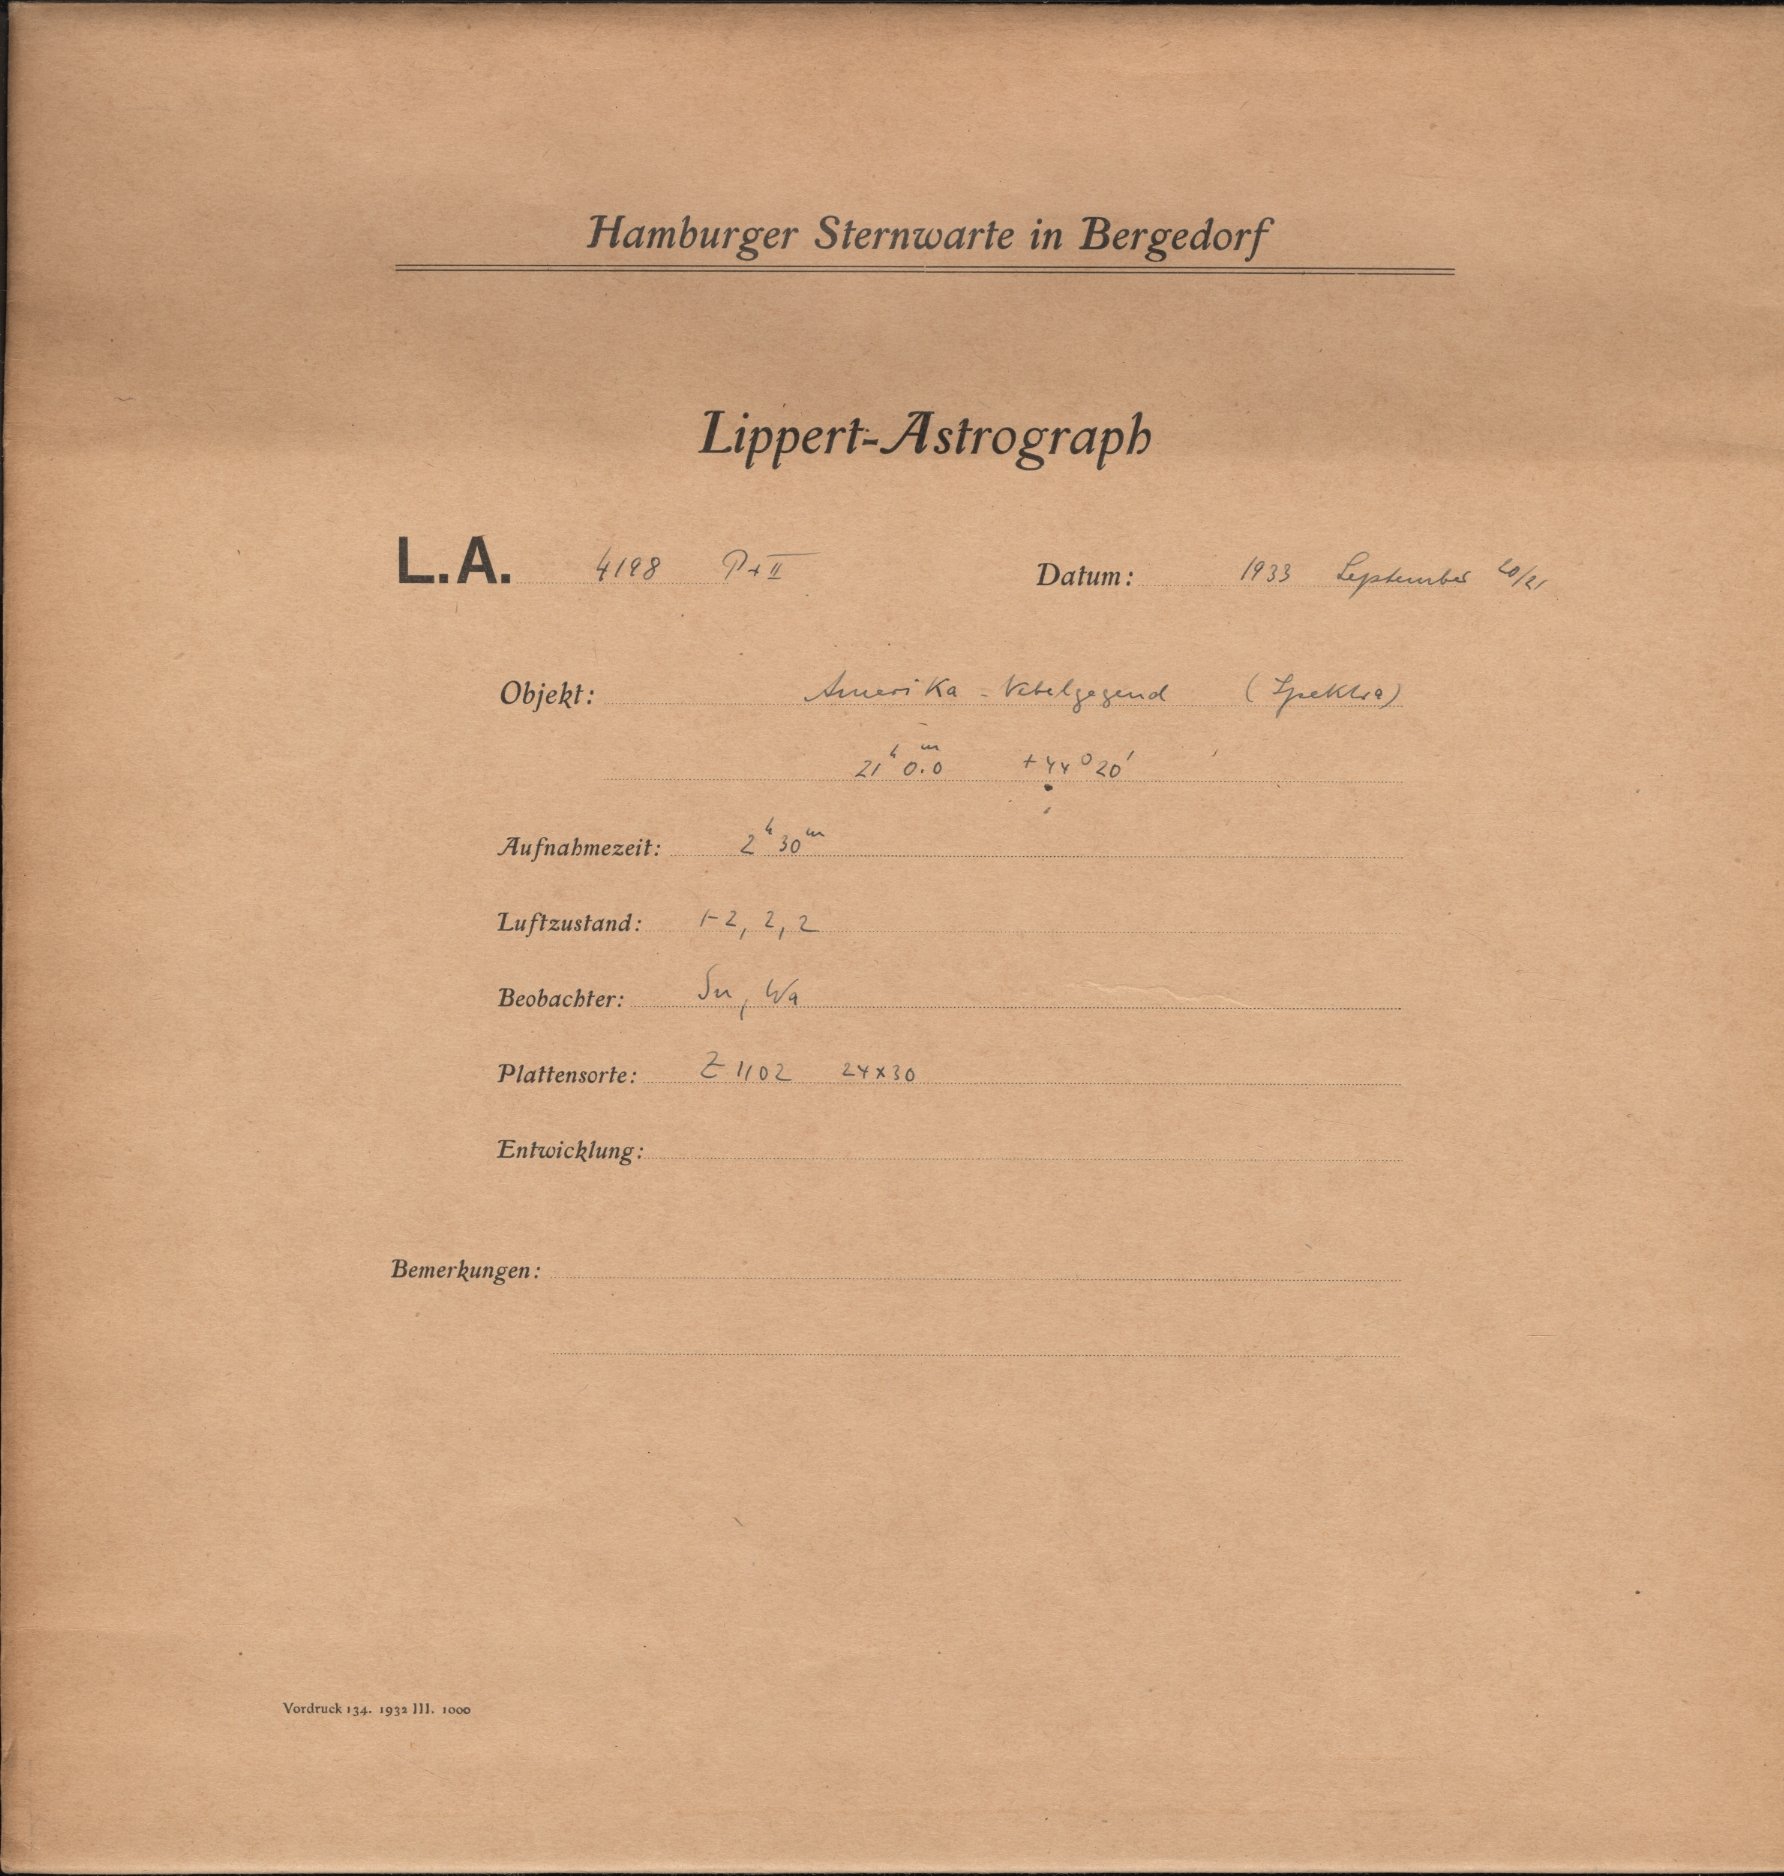 Hamburger Sternwarte in Bergedorf
Lippert-Astrograph
L.A. 4198 P+II Datum: 1933 September 20/21
Objekt: Amerika-Nebelgegend (Spektra)
21h 0.0m +44° 20'
Aufnahmezeit: 2h 30m
Luftzustand: 1-2, 2, 2
Beobachter: Wa
Plattensorte: Z 1102 24x30
Entwicklung:
Bemerkungen:
Vordruck 134. 1932 III. 1000